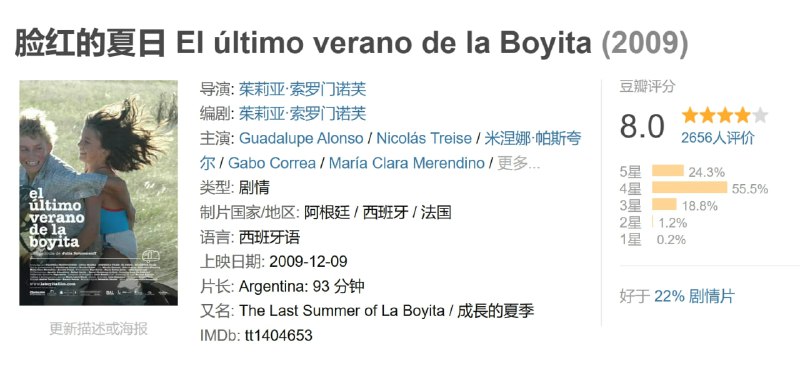 脸红的夏日 El último verano de la Boyita (2009)
el
último
verano
de la
boyita
导演: 茱莉亚·索罗门诺芙
编剧: 茱莉亚·索罗门诺芙
主演: Guadalupe Alonso / Nicolás Treise / 米涅娜·帕斯夸
尔 / Gabo Correa / María Clara Merendino / 更多...
类型: 剧情
制片国家/地区: 阿根廷 / 西班牙 / 法国
语言: 西班牙语
上映日期: 2009-12-09
片长: Argentina: 93 分钟
又名: The Last Summer of La Boyita / 成長的夏季
IMDb: tt1404653
更新描述或海报
豆瓣评分
8.0
2656人评价
5星 24.3%
4星 55.5%
3星 18.8%
2星 1.2%
1星 0.2%
好于 22% 剧情片